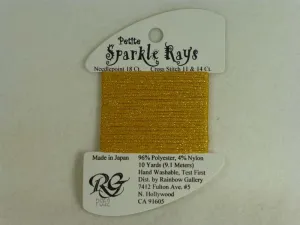 Petite
Sparkle Rays
Needlepoint 18 Ct.   Cross Stitch 11 & 14 Ct.
Made in Japan
96% Polyester, 4% Nylon
10 Yards (9.1 Meters)
Hand Washable, Test First
Dist. by Rainbow Gallery
7412 Fulton Ave. #5
N. Hollywood
CA 91605
RG